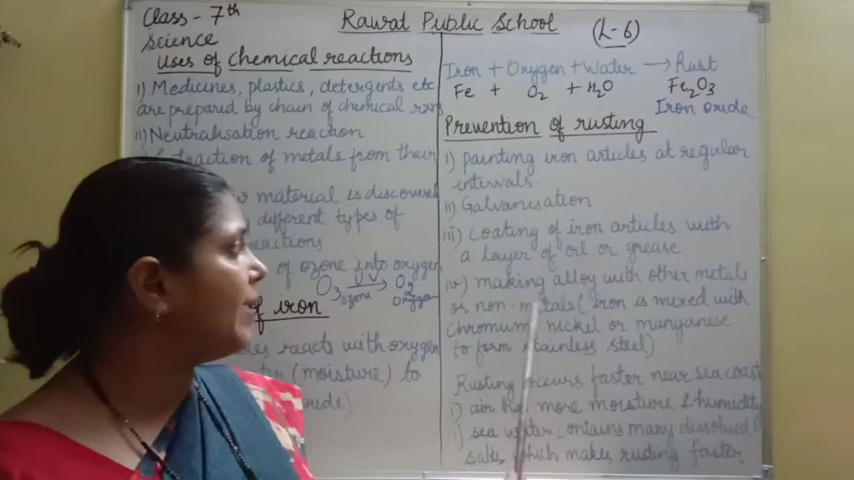 Class - 7th
Science
Rawat Public School
(L-6)
Uses of Chemical reactions
i) Medicines, plastics, detergents etc
are prepared by chain of chemical rxns
ii) Neutralisation reaction
of metals from their
material is discovered
different types of
of ozone into oxygen
O3 → O2
ozone oxygen
of iron
reacts with oxygen
(moisture) to
Iron + Oxygen + Water → Rust
Fe + O2 + H2O Fe2O3
Iron oxide
Prevention of rusting
i) painting iron articles at regular
intervals.
ii) Galvanisation
iii) coating of iron articles with
a layer of oil or grease
iv) making alloy with other metals
or non-metals (iron is mixed with
chromium nickel or manganese
to form stainless steel)
Rusting occurs faster near sea coast
i) air has more moisture & humidity
ii) sea water contains many dissolved
salts, which makes rusting faster